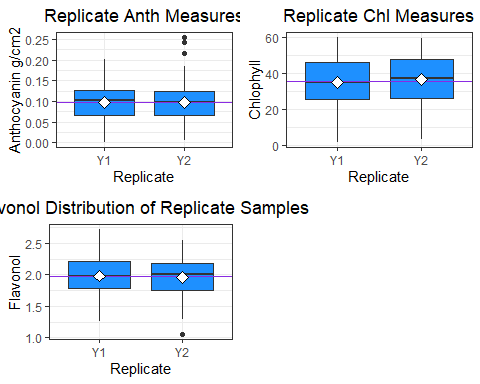 Replicate Anth Measures
Anthocyanin g/cm2
0.25
0.20
0.15
0.10
0.05
0.00
Y1
Y2
Replicate
Replicate Chl Measures
Chlorophyll
60
40
20
0
Y1
Y2
Replicate
vonol Distribution of Replicate Samples
Flavonol
2.5
2.0
1.5
1.0
Y1
Y2
Replicate